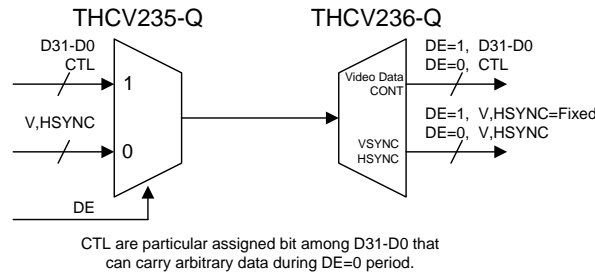 THCV235-Q
THCV236-Q
D31-D0
CTL
1
V,HSYNC
0
DE
Video Data
CONT
VSYNC
HSYNC
DE=1, D31-D0
DE=0, CTL
DE=1, V,HSYNC=Fixed
DE=0, V,HSYNC
CTL are particular assigned bit among D31-D0 that
can carry arbitrary data during DE=0 period.